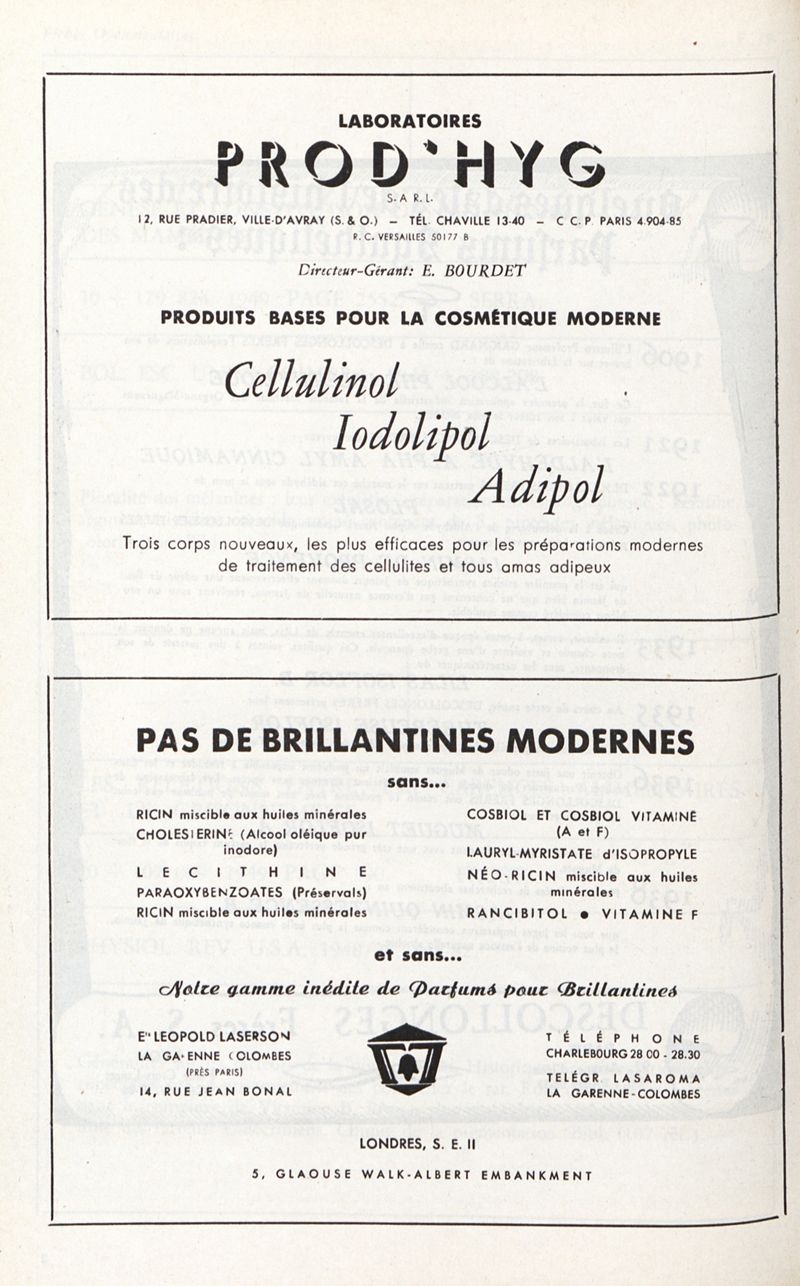 LABORATOIRES
PROD'HYG
S. A R. L.
12, RUE PRADIER, VILLE-D'AVRAY (S. & O.) — TÉL. CHAVILLE 13-40 — C C. P. PARIS 4.904-85
R. C. VERSAILLES 50177 B
Directeur-Gérant: E. BOURDET
PRODUITS BASES POUR LA COSMÉTIQUE MODERNE
Cellulinol
Iodolipol
Adipol
Trois corps nouveaux, les plus efficaces pour les préparations modernes
de traitement des cellulites et tous amas adipeux
PAS DE BRILLANTINES MODERNES
sans...
RICIN miscible aux huiles minérales
CHOLESTERINE (Alcool oléique pur
inodore)
LECITHINE
PARAOXYBENZOATES (Préservals)
RICIN miscible aux huiles minérales
COSBIOL ET COSBIOL VITAMINÉ
(A et F)
LAURYL-MYRISTATE d'ISOPROPYLE
NÉO-RICIN miscible aux huiles
minérales
RANCIBITOL ● VITAMINE F
et sans...
Notre gamme inédite de Parfums pour Brillantines
Ets LEOPOLD LASERSON
LA GARENNE COLOMBES
(PRÈS PARIS)
14, RUE JEAN BONAL
TÉLÉPHONE
CHARLEBOURG 28 00 - 28.30
TELÉGR. LASAROMA
LA GARENNE-COLOMBES
LONDRES, S. E. II
5, GLAOUSE WALK-ALBERT EMBANKMENT